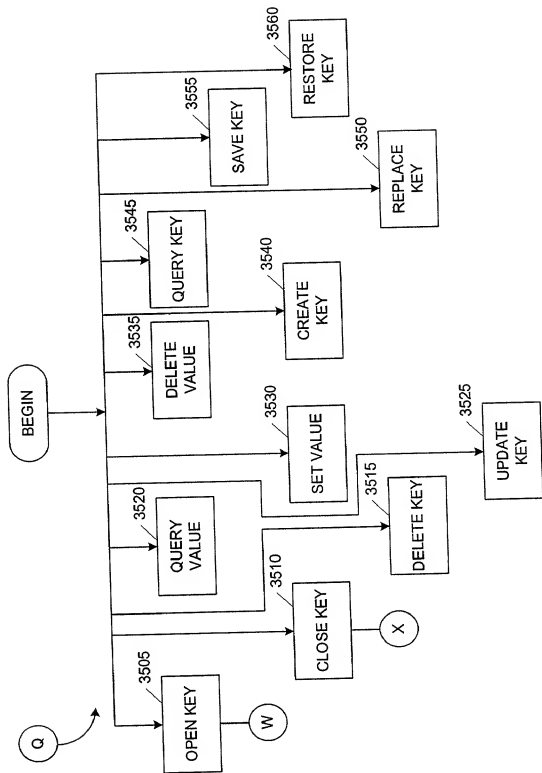 BEGIN
Q
3505
OPEN KEY
W
3510
CLOSE KEY
X
3515
DELETE KEY
3520
QUERY
VALUE
3525
UPDATE
KEY
3530
SET VALUE
3535
DELETE
VALUE
3540
CREATE
KEY
3545
QUERY KEY
3550
REPLACE
KEY
3555
SAVE KEY
3560
RESTORE
KEY